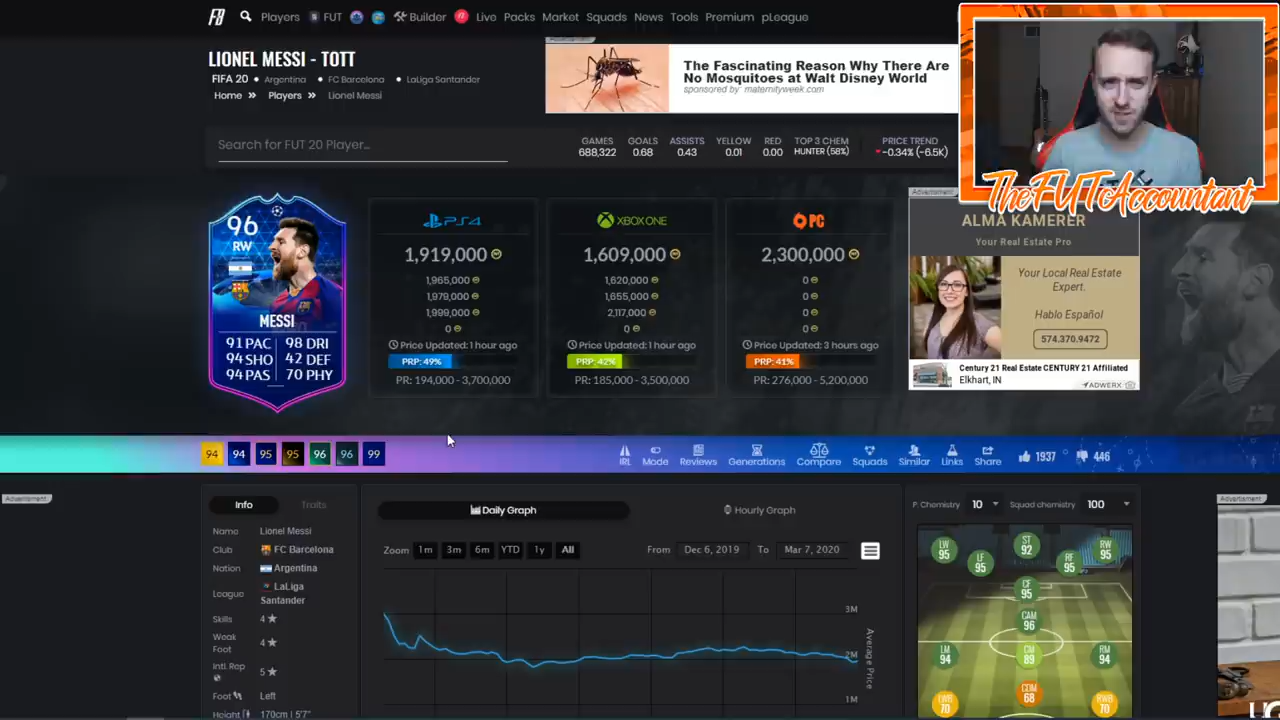 F8 Players FUT Builder Live Packs Market Squads News Tools Premium pLeague
LIONEL MESSI - TOTT
FIFA 20 Argentina FC Barcelona LaLiga Santander
Home Players Lionel Messi
Advertisement
The Fascinating Reason Why There Are
No Mosquitoes at Walt Disney World
sponsored by: maternityweek.com
Search for FUT 20 Player...
GAMES GOALS ASSISTS YELLOW RED TOP 3 CHEM PRICE TREND
688,322 0.68 0.43 0.01 0.00 HUNTER (58%) -0.34% (-6.5K)
TheFUTAccountant
96
RW
MESSI
91 PAC 98 DRI
94 SHO 42 DEF
94 PAS 70 PHY
PS4
1,919,000
1,965,000
1,979,000
1,999,000
0
Price Updated: 1 hour ago
PRP: 49%
PR: 194,000 - 3,700,000
XBOX ONE
1,609,000
1,620,000
1,655,000
2,117,000
0
Price Updated: 1 hour ago
PRP: 42%
PR: 185,000 - 3,500,000
PC
2,300,000
0
0
0
0
Price Updated: 3 hours ago
PRP: 41%
PR: 276,000 - 5,200,000
Advertisement
ALMA KAMERER
Your Real Estate Pro
Your Local Real Estate
Expert.
Hablo Español
574.370.9472
Century 21 Real Estate CENTURY 21 Affiliated
Elkhart, IN
ADWERX
94 94 95 95 96 96 99
IRL Mode Reviews Generations Compare Squads Similar Links Share 1937 446
Advertisement
Info Traits
Name Lionel Messi
Club FC Barcelona
Nation Argentina
League LaLiga
Santander
Skills 4
Weak
Foot 4
Intl. Rep 5
Foot Left
Height 170cm | 5'7"
Daily Graph Hourly Graph
Zoom 1m 3m 6m YTD 1y All From Dec 6, 2019 To Mar 7, 2020
3M
2M
1M
Average Price
P. Chemistry 10 Squad chemistry 100
LW
95
LF
95
ST
92
RF
95
RW
95
CF
95
CAM
96
LM
94
CM
89
RM
94
CDM
68
LWB
70
RWB
70
Advertisement